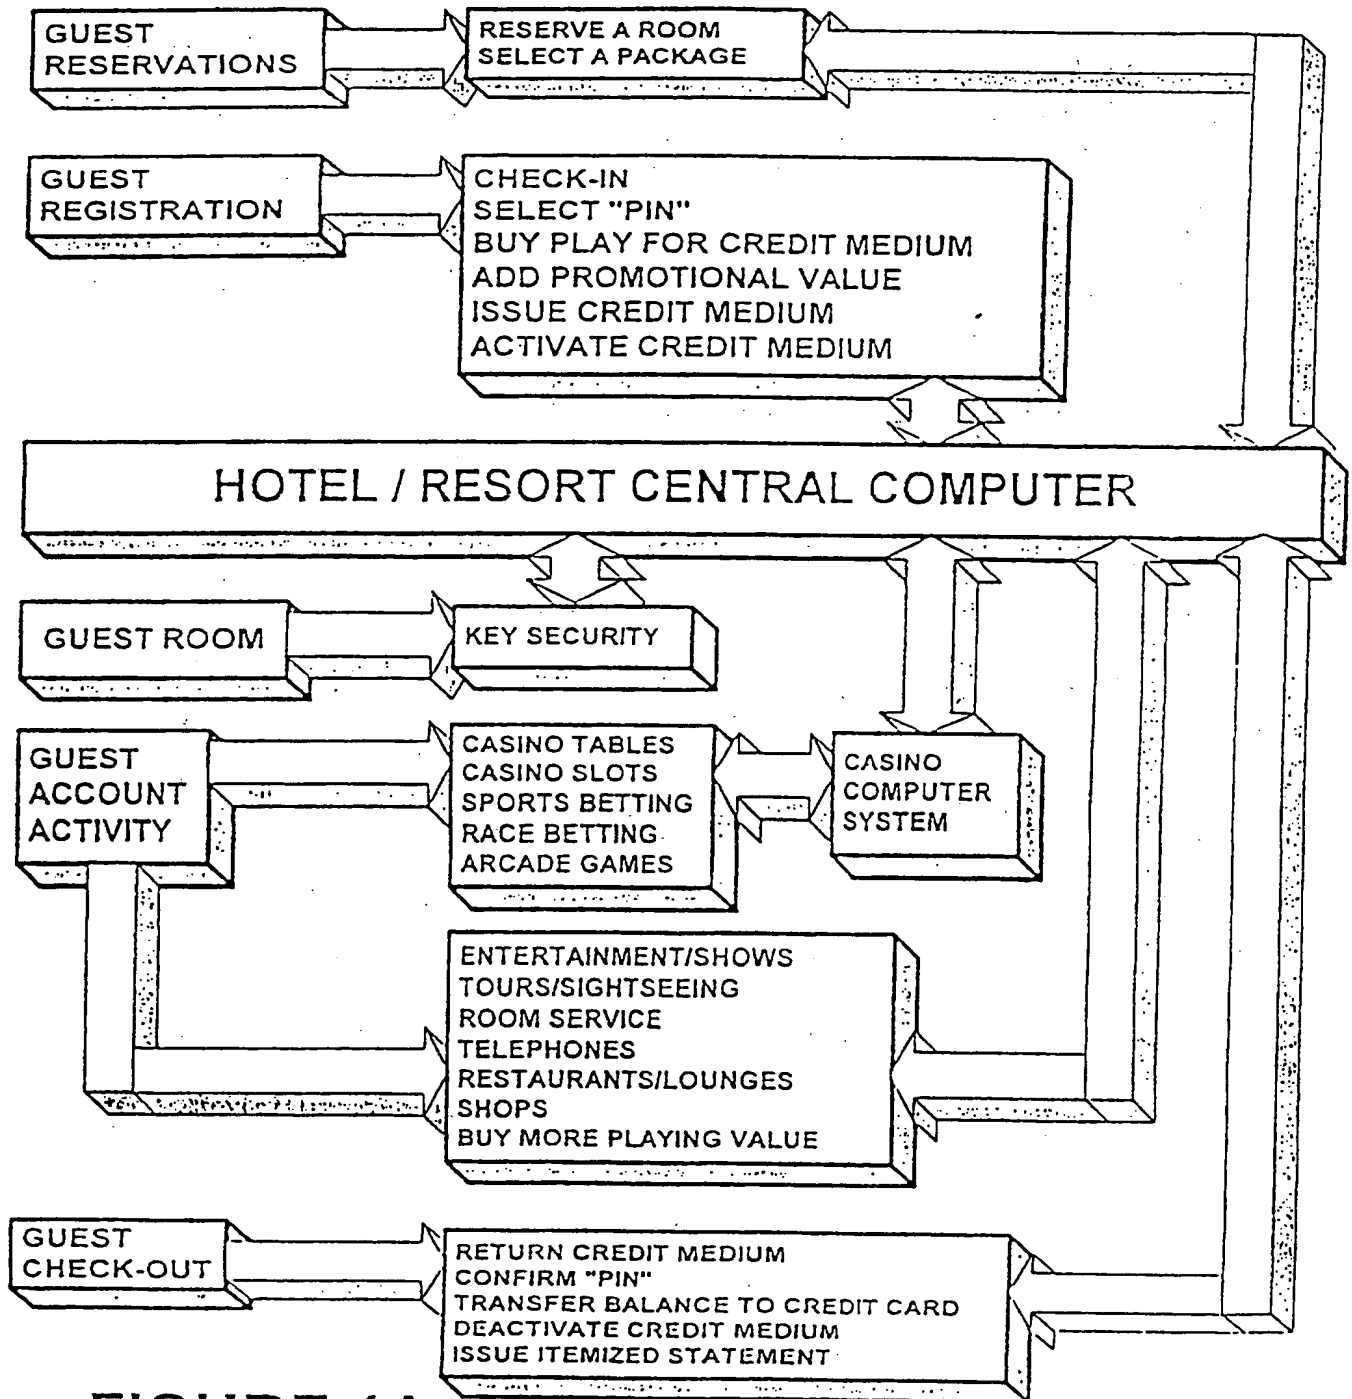 GUEST
RESERVATIONS
RESERVE A ROOM
SELECT A PACKAGE
GUEST
REGISTRATION
CHECK-IN
SELECT "PIN"
BUY PLAY FOR CREDIT MEDIUM
ADD PROMOTIONAL VALUE
ISSUE CREDIT MEDIUM
ACTIVATE CREDIT MEDIUM
HOTEL / RESORT CENTRAL COMPUTER
GUEST ROOM
KEY SECURITY
GUEST
ACCOUNT
ACTIVITY
CASINO TABLES
CASINO SLOTS
SPORTS BETTING
RACE BETTING
ARCADE GAMES
CASINO
COMPUTER
SYSTEM
ENTERTAINMENT/SHOWS
TOURS/SIGHTSEEING
ROOM SERVICE
TELEPHONES
RESTAURANTS/LOUNGES
SHOPS
BUY MORE PLAYING VALUE
GUEST
CHECK-OUT
RETURN CREDIT MEDIUM
CONFIRM "PIN"
TRANSFER BALANCE TO CREDIT CARD
DEACTIVATE CREDIT MEDIUM
ISSUE ITEMIZED STATEMENT